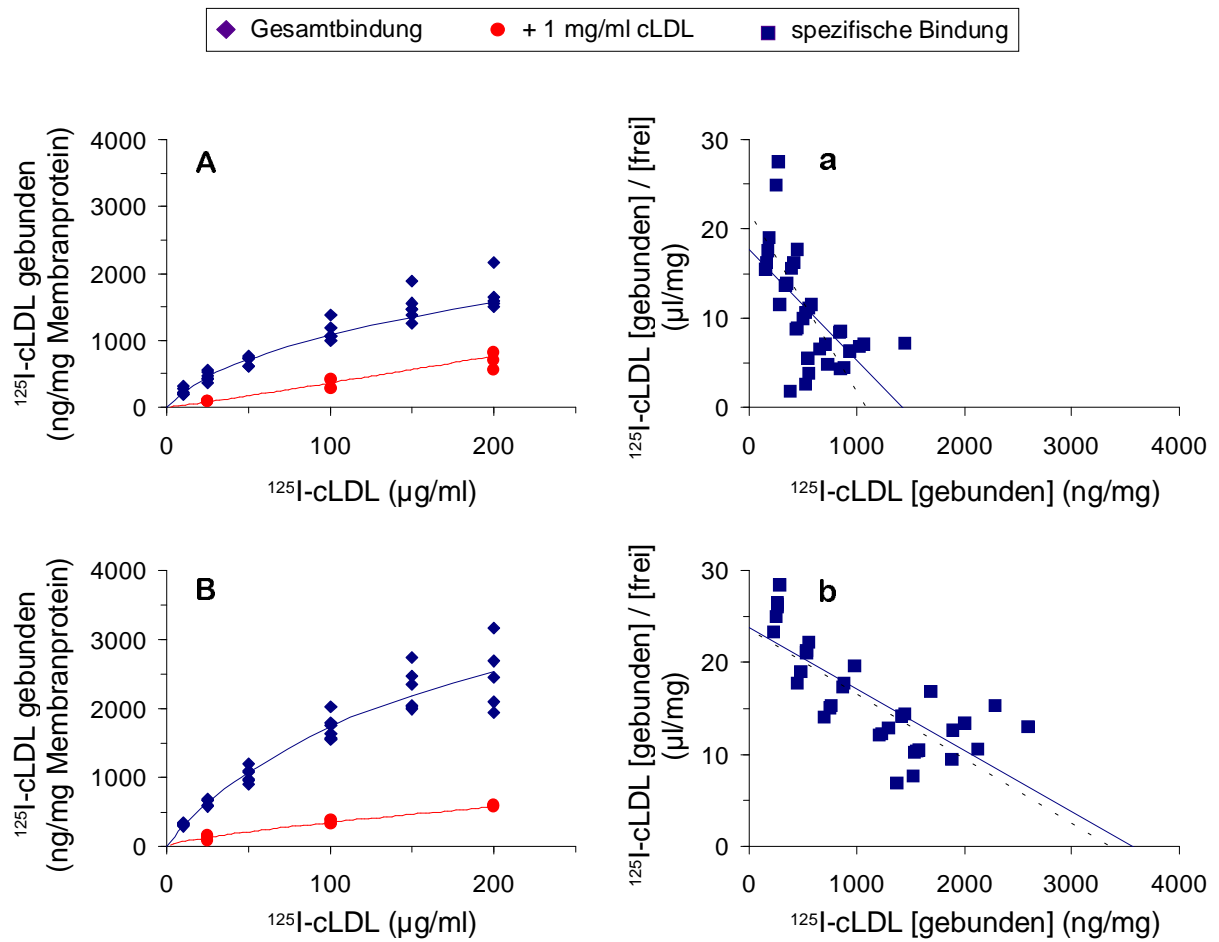 Gesamtbindung
+ 1 mg/ml cLDL
spezifische Bindung
A
¹²⁵I-cLDL gebunden
(ng/mg Membranprotein)
4000
3000
2000
1000
0
0
100
200
¹²⁵I-cLDL (µg/ml)
a
¹²⁵I-cLDL [gebunden] / [frei]
(µl/mg)
30
20
10
0
0
1000
2000
3000
4000
¹²⁵I-cLDL [gebunden] (ng/mg)
B
¹²⁵I-cLDL gebunden
(ng/mg Membranprotein)
4000
3000
2000
1000
0
0
100
200
¹²⁵I-cLDL (µg/ml)
b
¹²⁵I-cLDL [gebunden] / [frei]
(µl/mg)
30
20
10
0
0
1000
2000
3000
4000
¹²⁵I-cLDL [gebunden] (ng/mg)